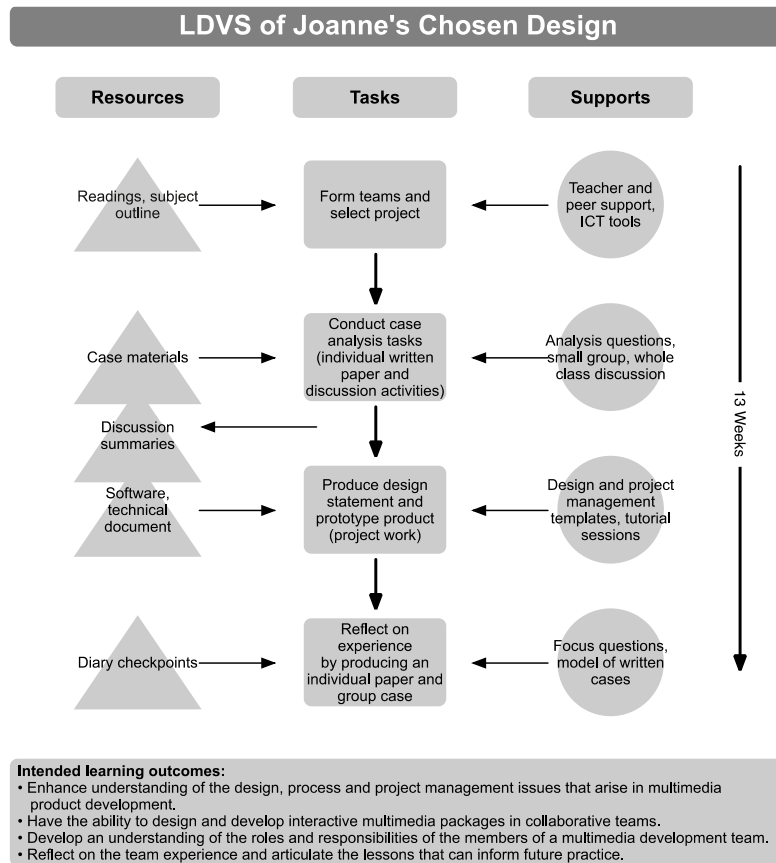 LDVS of Joanne's Chosen Design
Resources
Tasks
Supports
Readings, subject
outline
Form teams and
select project
Teacher and
peer support,
ICT tools
Case materials
Conduct case
analysis tasks
(individual written
paper and
discussion activities)
Analysis questions,
small group, whole
class discussion
Discussion
summaries
Software,
technical
document
Produce design
statement and
prototype product
(project work)
Design and project
management
templates, tutorial
sessions
Diary checkpoints
Reflect on
experience
by producing an
individual paper and
group case
Focus questions,
model of written
cases
13 Weeks
Intended learning outcomes:
• Enhance understanding of the design, process and project management issues that arise in multimedia
product development.
• Have the ability to design and develop interactive multimedia packages in collaborative teams.
• Develop an understanding of the roles and responsibilities of the members of a multimedia development team.
• Reflect on the team experience and articulate the lessons that can inform future practice.